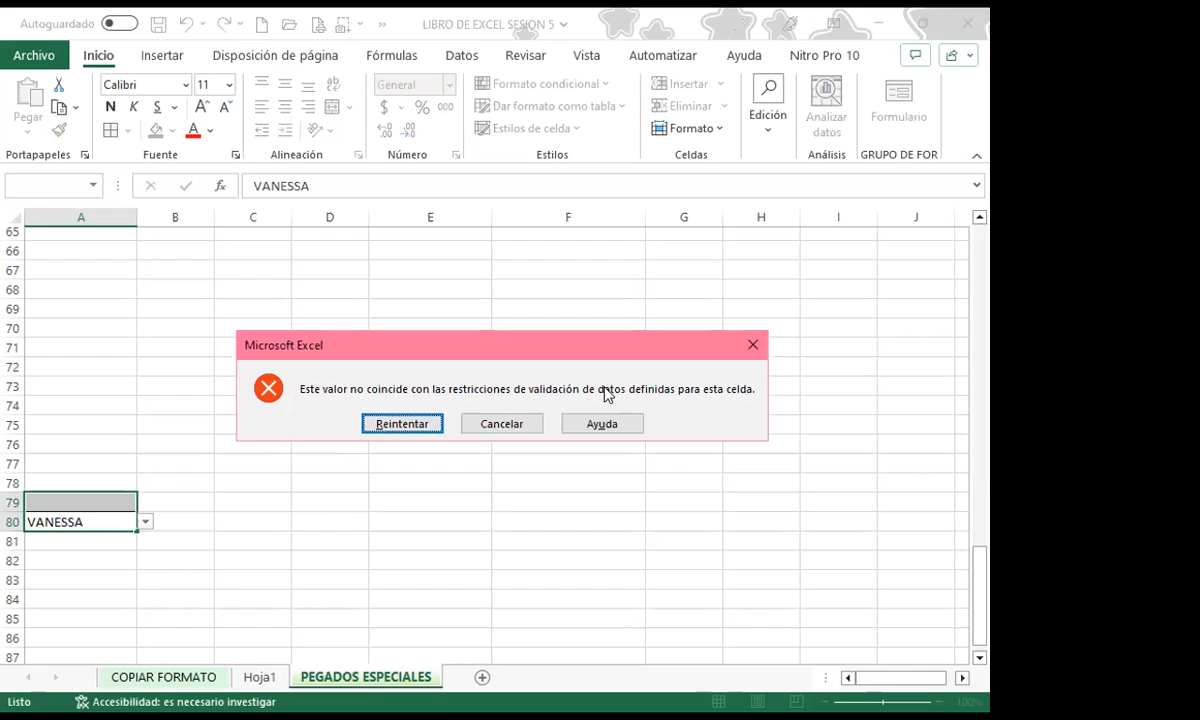 Autoguardado
LIBRO DE EXCEL SESION 5
Archivo Inicio Insertar Disposición de página Fórmulas Datos Revisar Vista Automatizar Ayuda Nitro Pro 10
Pegar
Calibri 11
N K S A A
A
ab
General
$ % 000
Formato condicional
Dar formato como tabla
Estilos de celda
Insertar
Eliminar
Formato
Edición
Analizar datos
Formulario
Portapapeles Fuente Alineación Número Estilos Celdas Análisis GRUPO DE FOR
fx VANESSA
A B C D E F G H I J
65
66
67
68
69
70
71
72
73
74
75
76
77
78
79
80 VANESSA
81
82
83
84
85
86
87
Microsoft Excel
Este valor no coincide con las restricciones de validación de datos definidas para esta celda.
Reintentar Cancelar Ayuda
COPIAR FORMATO Hoja1 PEGADOS ESPECIALES
Listo Accesibilidad: es necesario investigar 100%